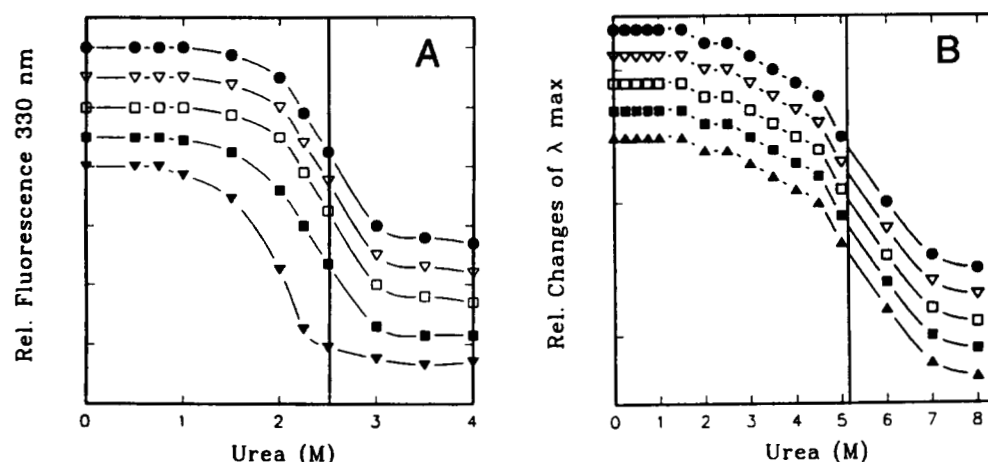 A
Rel. Fluorescence 330 nm
0 1 2 3 4
Urea (M)
B
Rel. Changes of λ max
0 1 2 3 4 5 6 7 8
Urea (M)